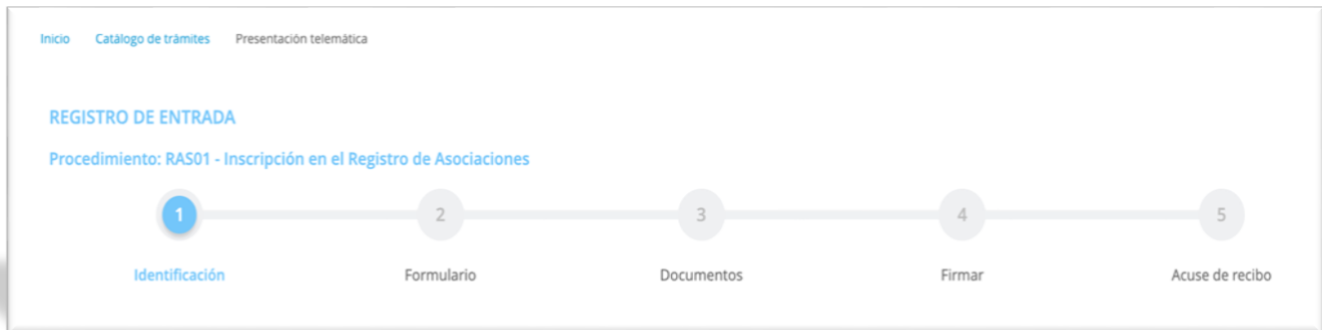 Inicio Catálogo de trámites Presentación telemática
REGISTRO DE ENTRADA
Procedimiento: RAS01 - Inscripción en el Registro de Asociaciones
1 2 3 4 5
Identificación Formulario Documentos Firmar Acuse de recibo